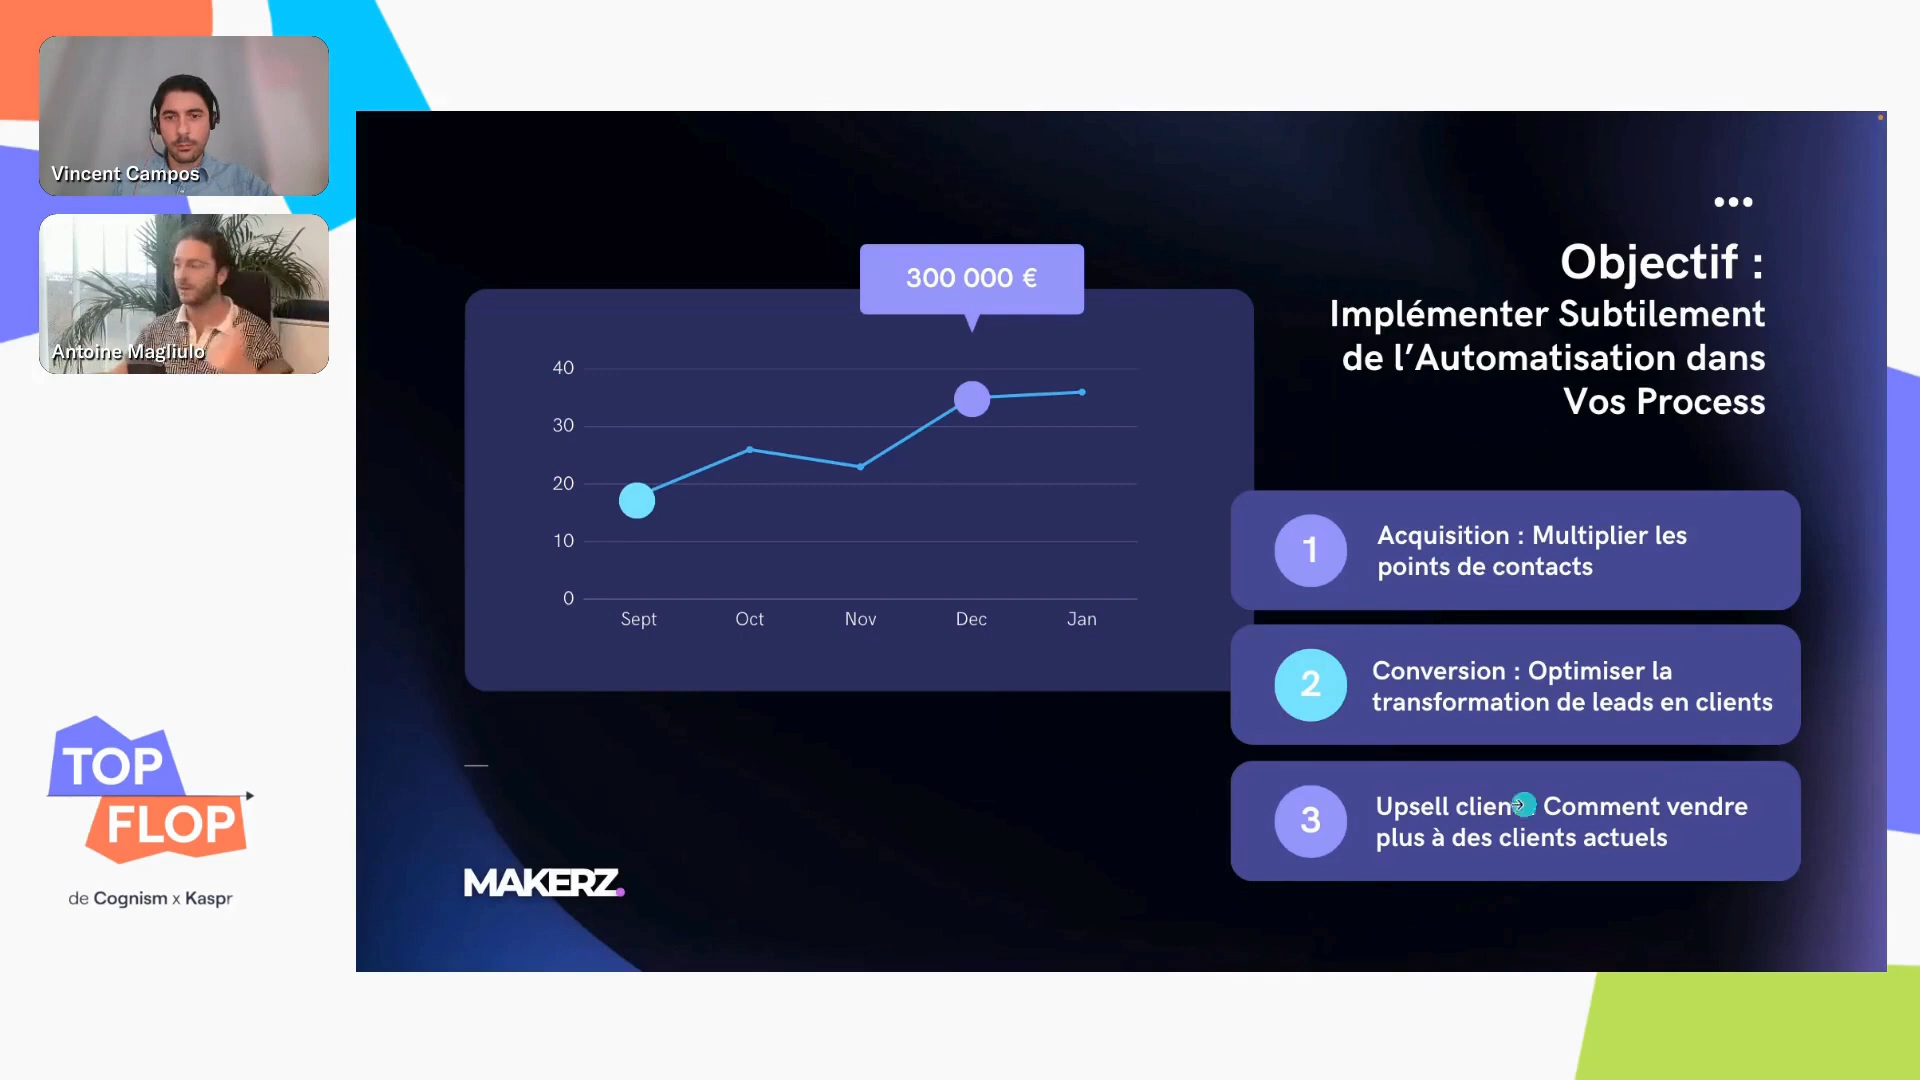 Vincent Campos
Antoine Magliulo
TOP
FLOP
de Cognism x Kaspr
300 000 €
40
30
20
10
0
Sept Oct Nov Dec Jan
MAKERZ.
Objectif :
Implémenter Subtilement
de l’Automatisation dans
Vos Process
1
Acquisition : Multiplier les
points de contacts
2
Conversion : Optimiser la
transformation de leads en clients
3
Upsell client : Comment vendre
plus à des clients actuels